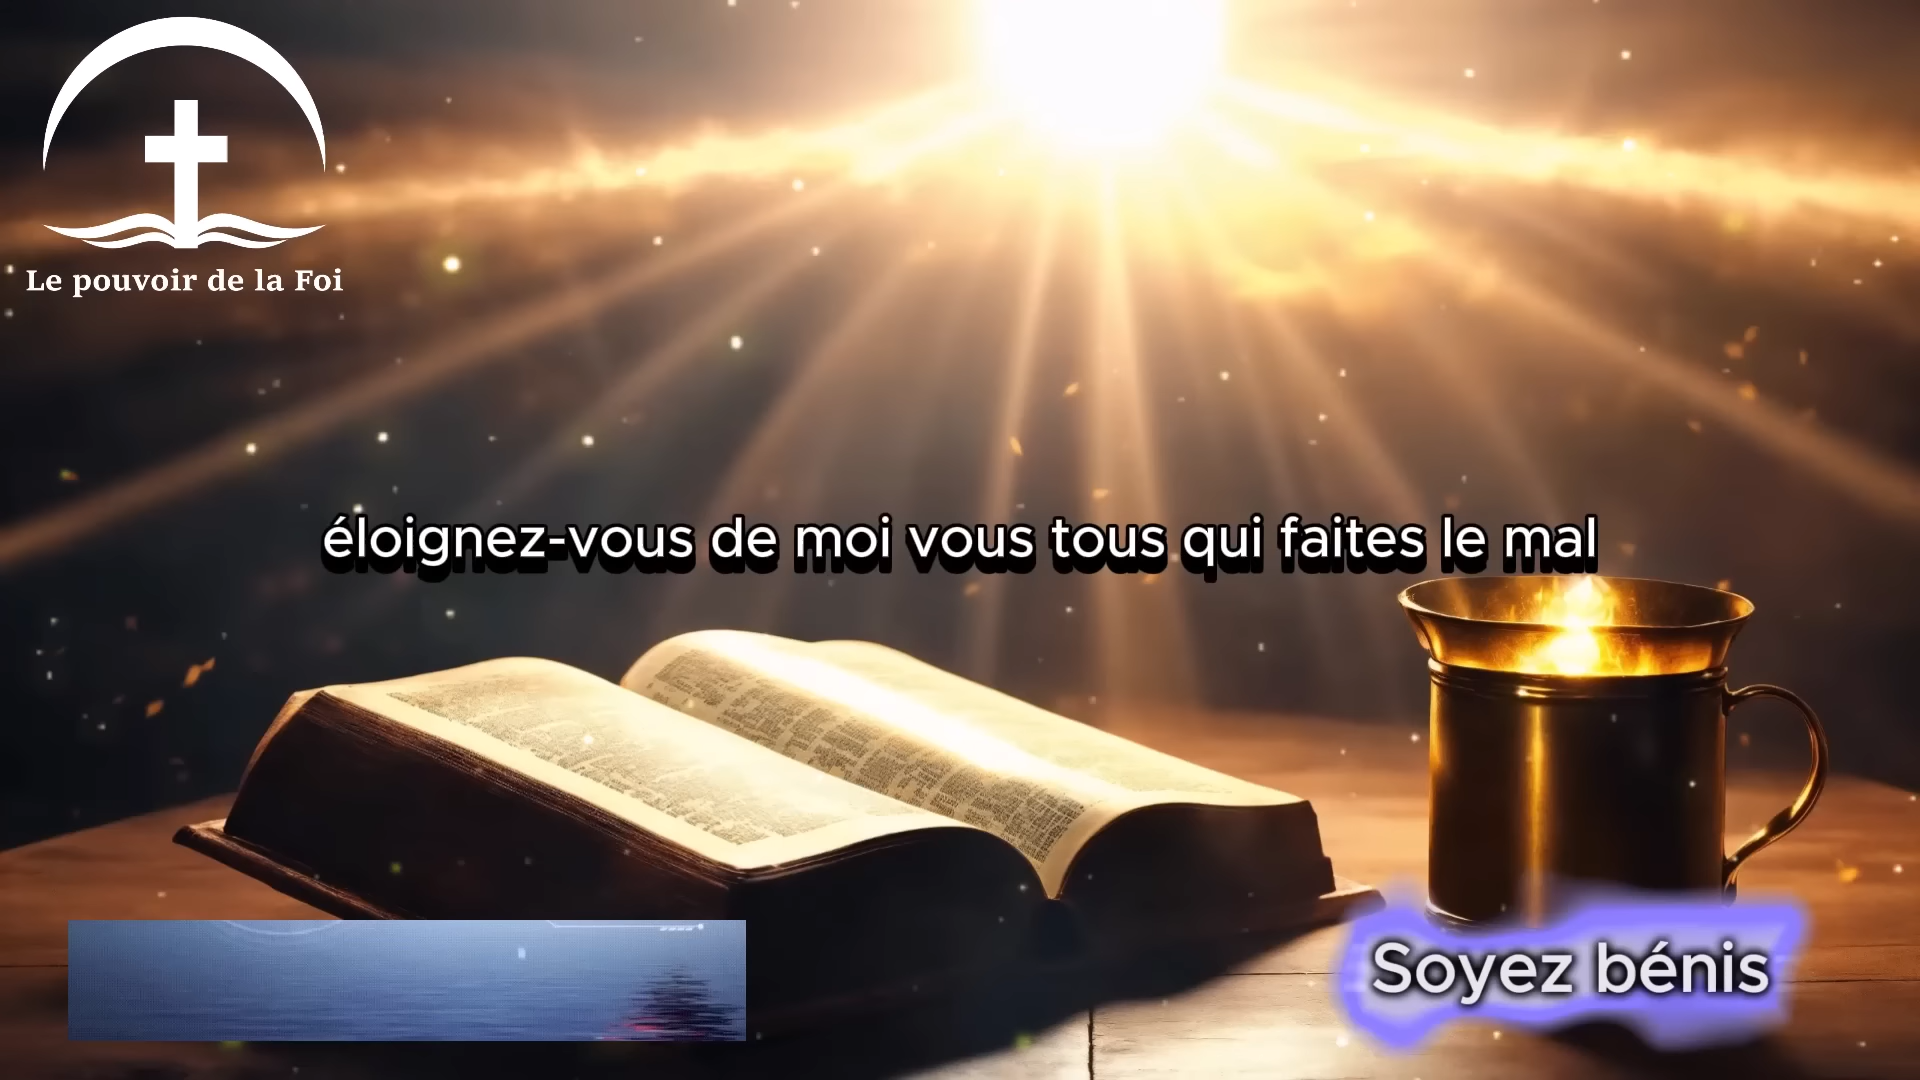 Le pouvoir de la Foi
éloignez-vous de moi vous tous qui faites le mal
Soyez bénis